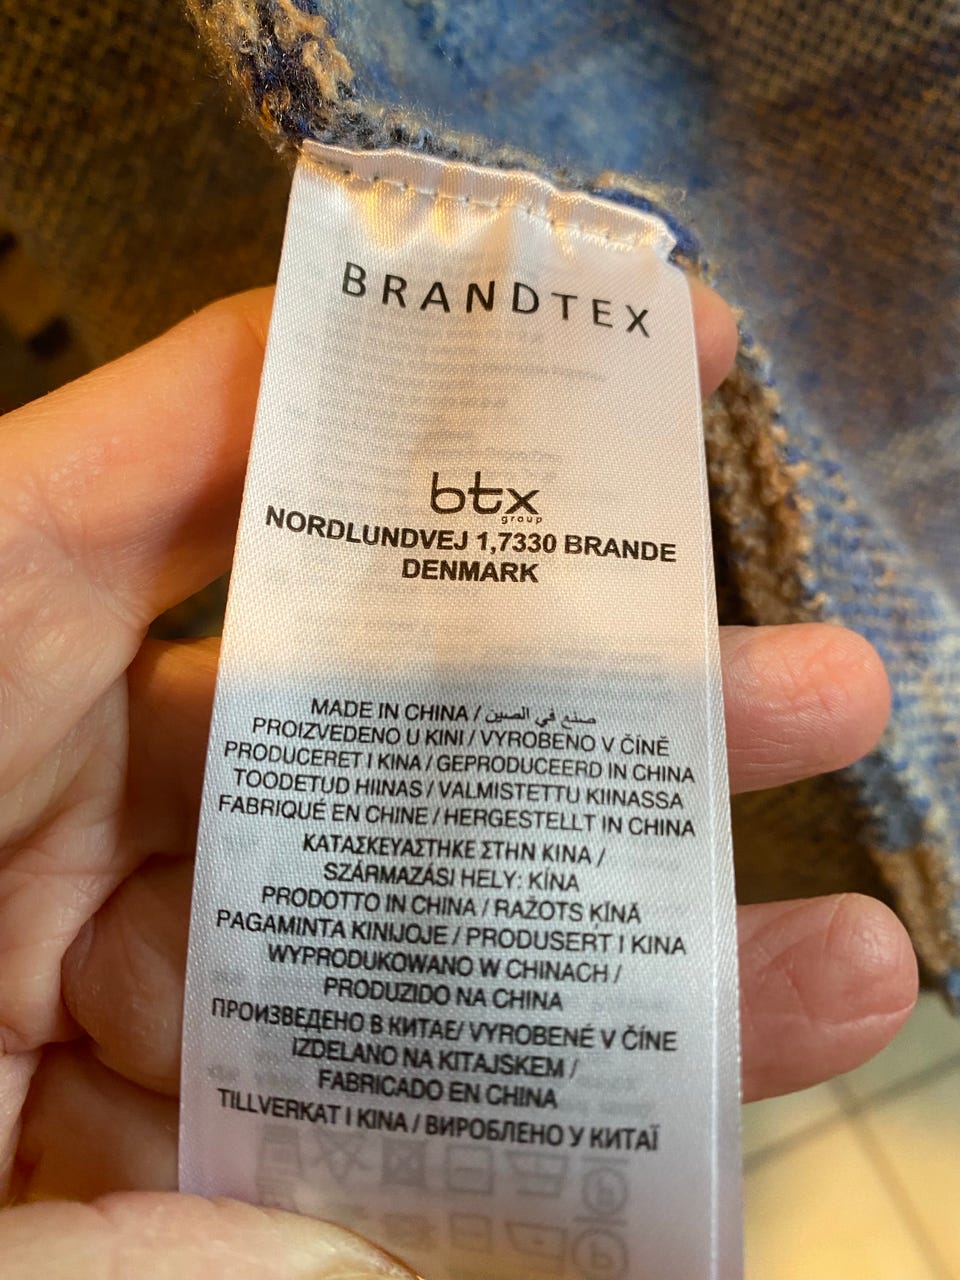 BRANDTEX
btx
group
NORDLUNDVEJ 1,7330 BRANDE
DENMARK
MADE IN CHINA / صنع في الصين
PROIZVEDENO U KINI / VYROBENO V ČÍNĚ
PRODUCERET I KINA / GEPRODUCEERD IN CHINA
TOODETUD HIINAS / VALMISTETTU KIINASSA
FABRIQUÉ EN CHINE / HERGESTELLT IN CHINA
ΚΑΤΑΣΚΕΥΑΣΤΗΚΕ ΣΤΗΝ ΚΙΝΑ /
SZÁRMAZÁSI HELY: KÍNA
PRODOTTO IN CHINA / RAŽOTS ĶĪNĀ
PAGAMINTA KINIJOJE / PRODUSERT I KINA
WYPRODUKOWANO W CHINACH /
PRODUZIDO NA CHINA
ПРОИЗВЕДЕНО В КИТАЕ/ VYROBENÉ V ČÍNE
IZDELANO NA KITAJSKEM /
FABRICADO EN CHINA
TILLVERKAT I KINA / ВИРОБЛЕНО У КИТАЇ